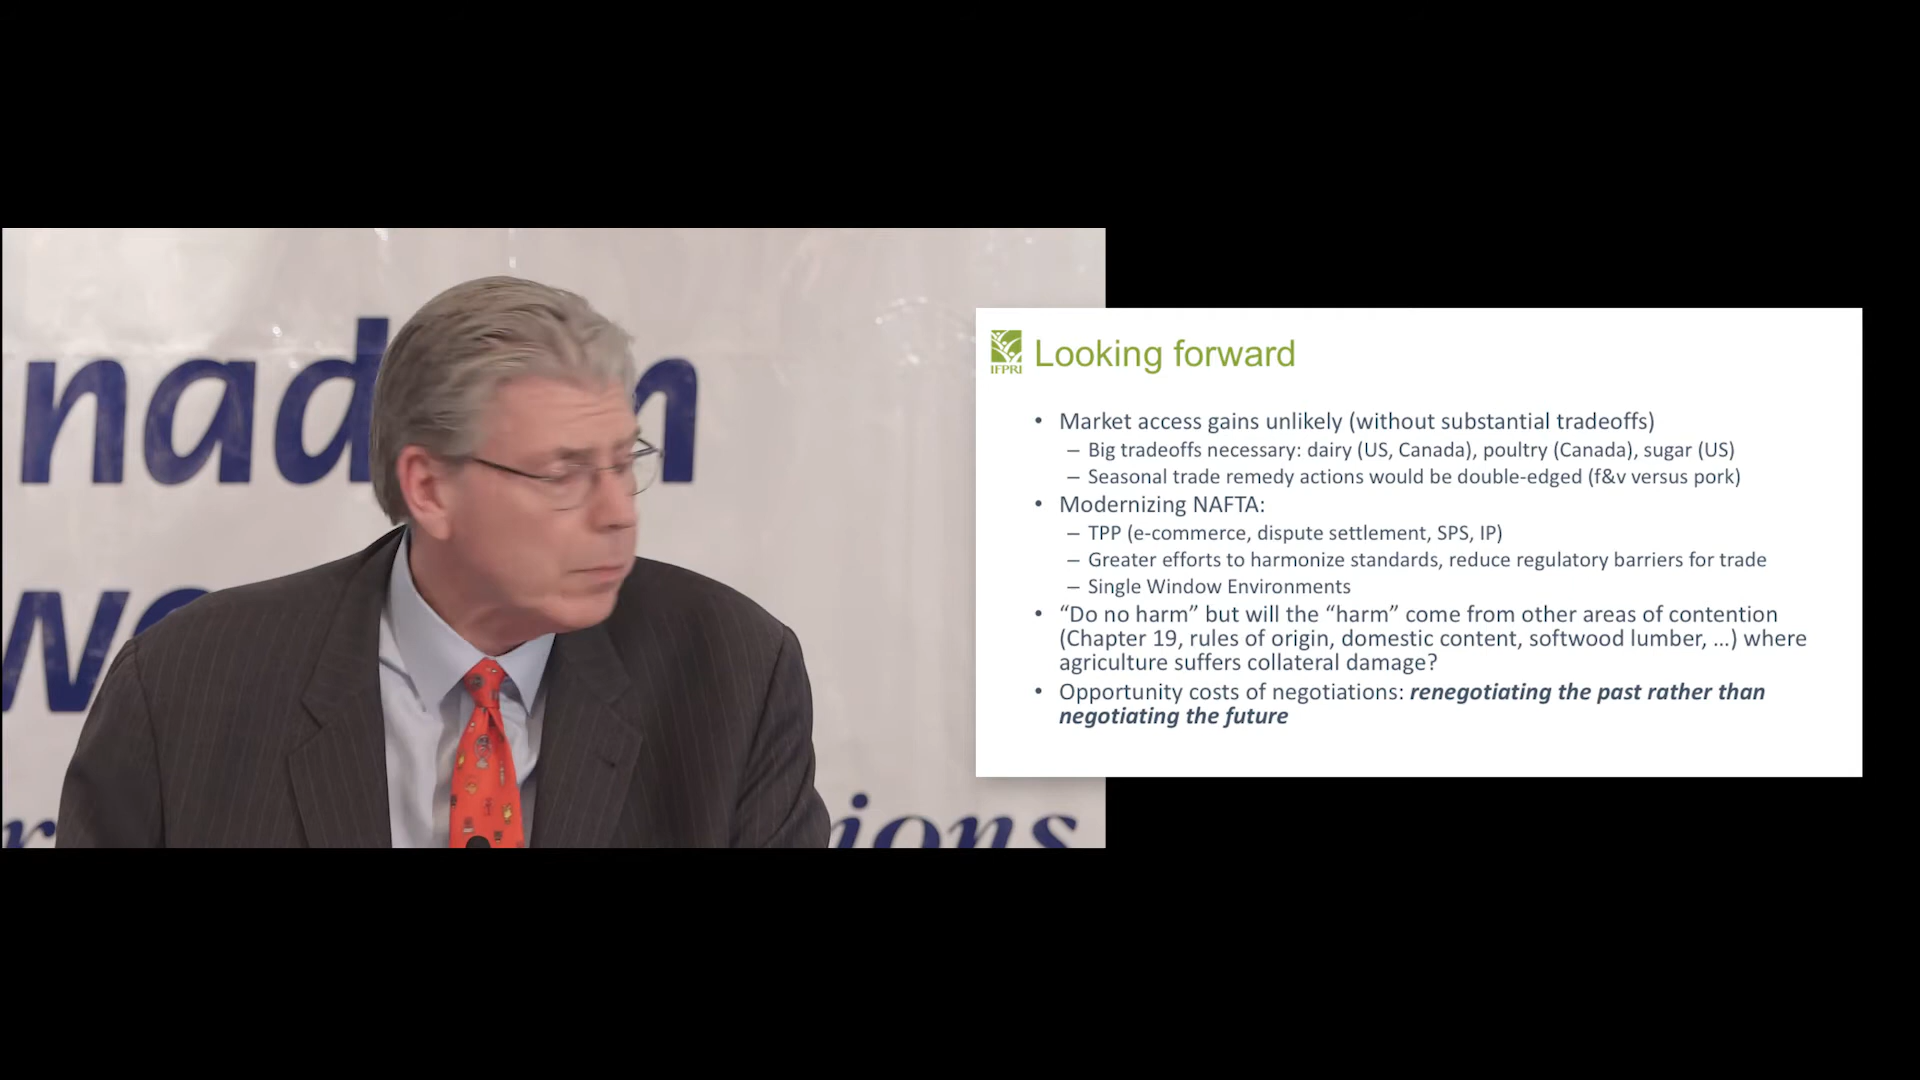 nad n
w
r ions
IFPRI
Looking forward
• Market access gains unlikely (without substantial tradeoffs)
– Big tradeoffs necessary: dairy (US, Canada), poultry (Canada), sugar (US)
– Seasonal trade remedy actions would be double-edged (f&v versus pork)
• Modernizing NAFTA:
– TPP (e-commerce, dispute settlement, SPS, IP)
– Greater efforts to harmonize standards, reduce regulatory barriers for trade
– Single Window Environments
• “Do no harm” but will the “harm” come from other areas of contention
(Chapter 19, rules of origin, domestic content, softwood lumber, …) where
agriculture suffers collateral damage?
• Opportunity costs of negotiations: renegotiating the past rather than
negotiating the future